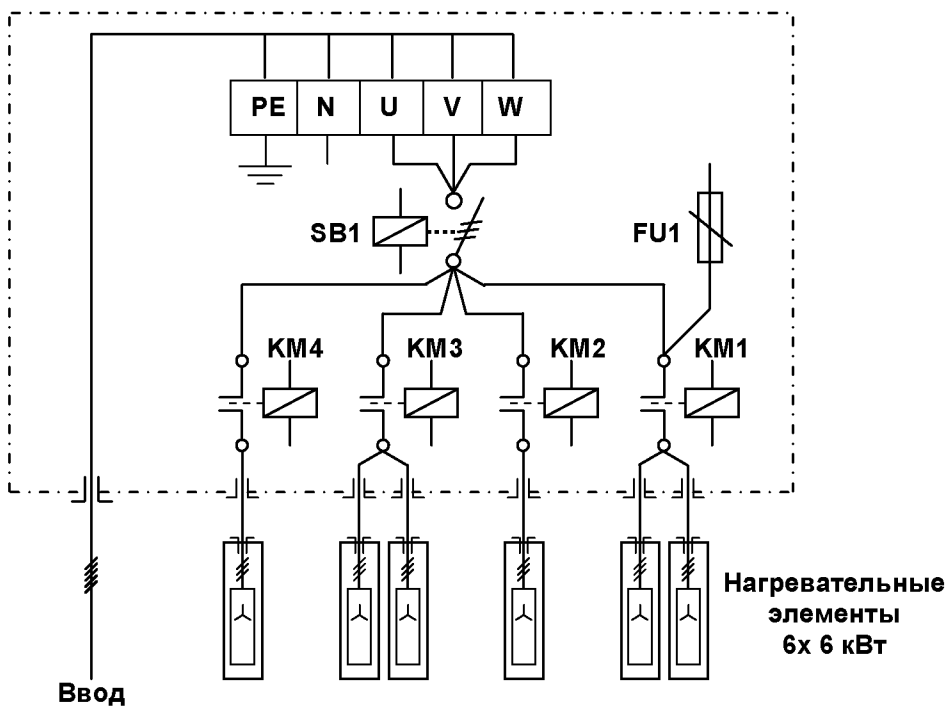 PE N U V W
SB1
FU1
KM4 KM3 KM2 KM1
Нагревательные
элементы
6х 6 кВт
Ввод